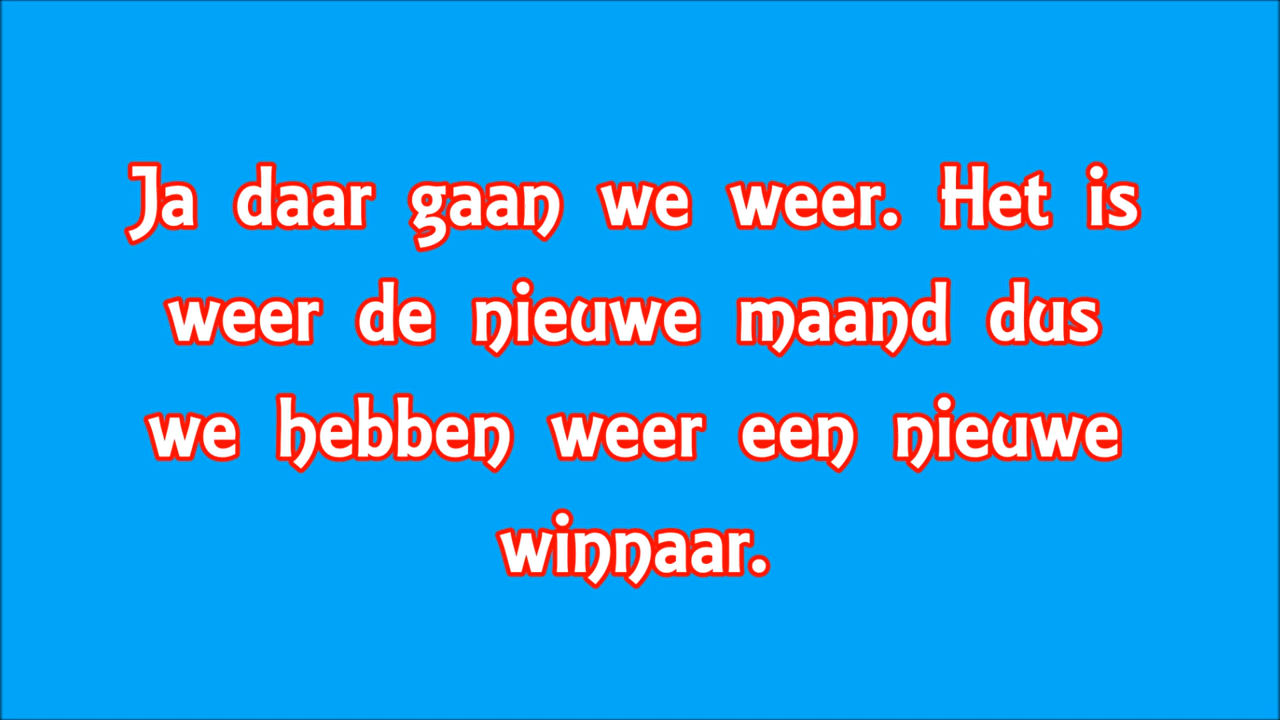 Ja daar gaan we weer. Het is
weer de nieuwe maand dus
we hebben weer een nieuwe
winnaar.